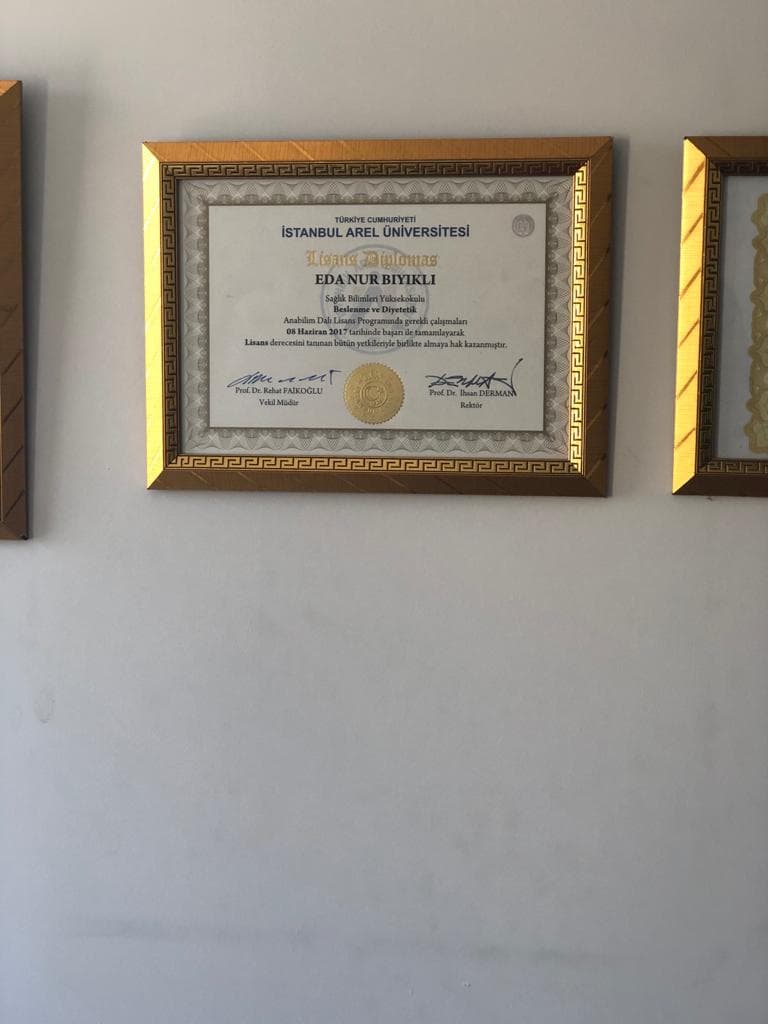 TÜRKİYE CUMHURİYETİ
İSTANBUL AREL ÜNİVERSİTESİ
Lisans Diploması
EDA NUR BIYIKLI
Sağlık Bilimleri Yüksekokulu
Beslenme ve Diyetetik
Anabilim Dalı Lisans Programında gerekli çalışmaları
08 Haziran 2017 tarihinde başarı ile tamamlayarak
Lisans derecesini tanınan bütün yetkileriyle birlikte almaya hak kazanmıştır.
Prof. Dr. Rehat FAİKOĞLU
Vekil Müdür
Prof. Dr. İhsan DERMAN
Rektör